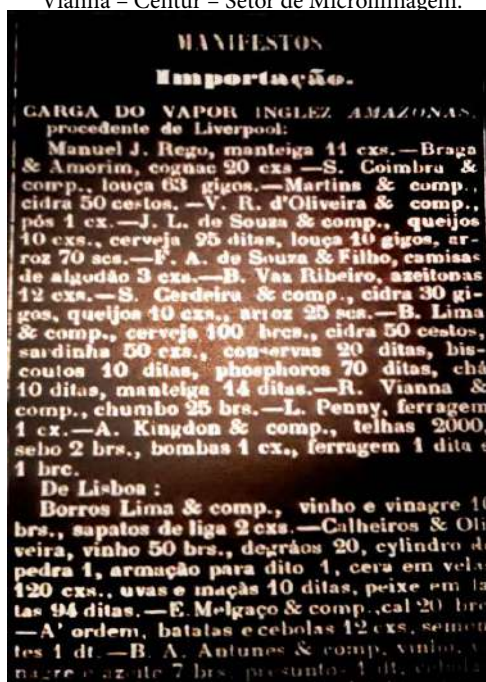 Vianna – Centur – Setor de Microfilmagem.
MANIFESTOS
Importação.
CARGA DO VAPOR INGLEZ AMAZONAS,
procedente de Liverpool:
Manuel J. Rego, manteiga 11 cxs.—Braga
& Amorim, cognac 20 cxs —S. Coimbra &
comp., louça 63 gigos.—Martins & comp.,
cidra 50 cestos. —V. R. d'Oliveira & comp.,
pós 1 cx.—J. L. de Souza & comp., queijos
10 cxs., cerveja 95 ditas, louça 10 gigos, ar-
roz 70 scs.—F. A. de Souza & Filho, camisas
de algodão 3 cxs.—B. Vaz Ribeiro, azeitonas
12 cxs.—S. Cerdeira & comp., cidra 30 gi-
gos, queijos 10 cxs., arroz 25 scs.—B. Lima
& comp., cerveja 100 brcs., cidra 50 cestos,
sardinha 50 cxs., conservas 20 ditas, bis-
coutos 10 ditas, phosphoros 70 ditas, chá
10 ditas, manteiga 14 ditas.—R. Vianna &
comp., chumbo 25 brs.—L. Penny, ferragem
1 cx.—A. Kingdon & comp., telhas 2000,
sebo 2 brs., bombas 1 cx., ferragem 1 dita
1 brc.
De Lisboa :
Borros Lima & comp., vinho e vinagre
brs., sapatos de liga 2 cxs.—Calheiros & Oli
veira, vinho 50 brs., degráos 20, cylindro
pedra 1, armação para dito 1, cera em
120 cxs., uvas e maçãs 10 ditas, peixe em
tas 94 ditas.—E. Melgaço & comp., cal 20
—A' ordem, batatas e cebolas 12 cxs,
tes 1 dt.—B. A. Antunes & comp,
nagre e azeite 7 brs, presuntos 1 dt,